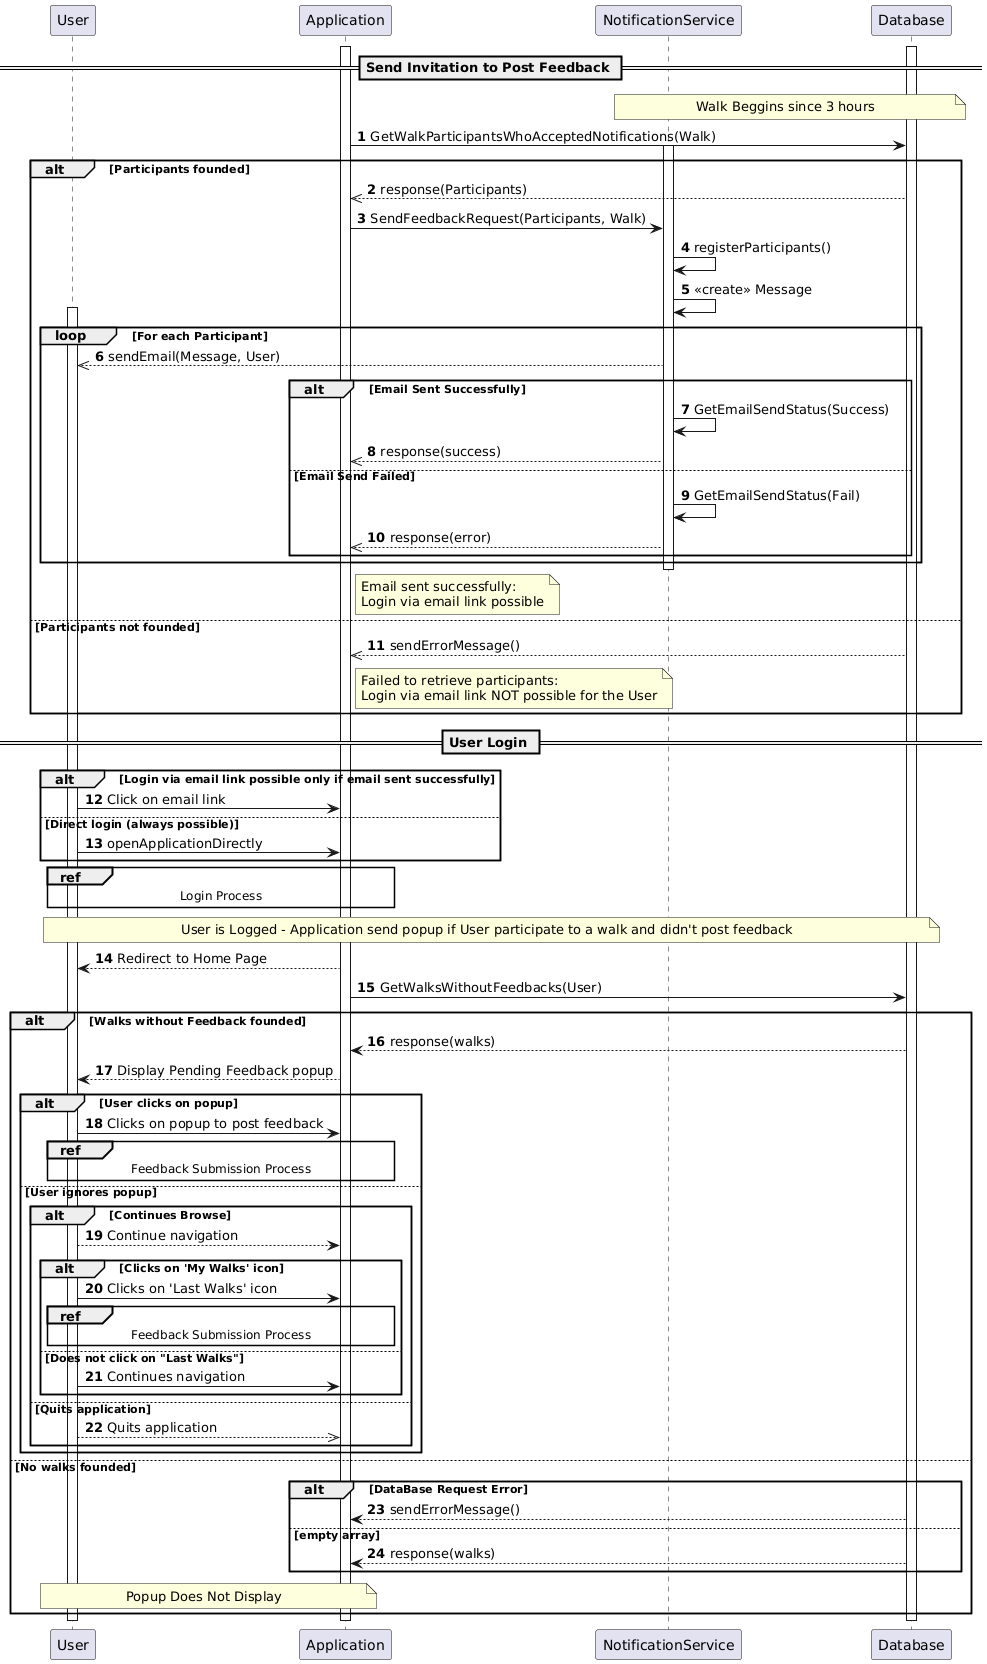 User
Application
NotificationService
Database
Send Invitation to Post Feedback
Walk Beggins since 3 hours
1 GetWalkParticipantsWhoAcceptedNotifications(Walk)
alt [Participants founded]
2 response(Participants)
3 SendFeedbackRequest(Participants, Walk)
4 registerParticipants()
5 «create» Message
loop [For each Participant]
6 sendEmail(Message, User)
alt [Email Sent Successfully]
7 GetEmailSendStatus(Success)
8 response(success)
[Email Send Failed]
9 GetEmailSendStatus(Fail)
10 response(error)
Email sent successfully:
Login via email link possible
[Participants not founded]
11 sendErrorMessage()
Failed to retrieve participants:
Login via email link NOT possible for the User
User Login
alt [Login via email link possible only if email sent successfully]
12 Click on email link
[Direct login (always possible)]
13 openApplicationDirectly
ref
Login Process
User is Logged - Application send popup if User participate to a walk and didn't post feedback
14 Redirect to Home Page
15 GetWalksWithoutFeedbacks(User)
alt [Walks without Feedback founded]
16 response(walks)
17 Display Pending Feedback popup
alt [User clicks on popup]
18 Clicks on popup to post feedback
ref
Feedback Submission Process
[User ignores popup]
alt [Continues Browse]
19 Continue navigation
alt [Clicks on 'My Walks' icon]
20 Clicks on 'Last Walks' icon
ref
Feedback Submission Process
[Does not click on "Last Walks"]
21 Continues navigation
[Quits application]
22 Quits application
[No walks founded]
alt [DataBase Request Error]
23 sendErrorMessage()
[empty array]
24 response(walks)
Popup Does Not Display
User
Application
NotificationService
Database